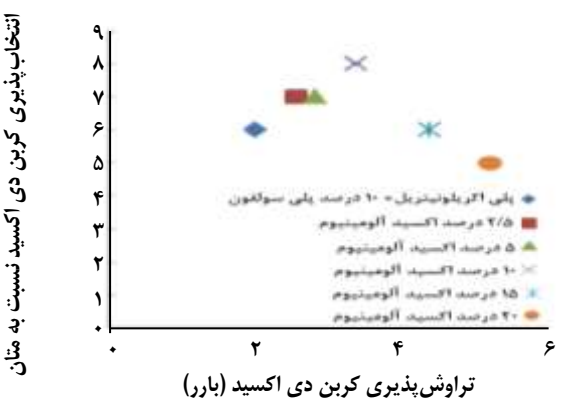 انتخاب‌پذیری کربن دی اکسید نسبت به متان
۹
۸
۷
۶
۵
۴
۳
۲
۱
۰
پلی اکریلونیتریل- ۱۰ درصد پلی سولفون
۲/۵ درصد اکسید آلومینیوم
۵ درصد اکسید آلومینیوم
۱۰ درصد اکسید آلومینیوم
۱۵ درصد اکسید آلومینیوم
۲۰ درصد اکسید آلومینیوم
۰ ۲ ۴ ۶
تراوش‌پذیری کربن دی اکسید (بارر)